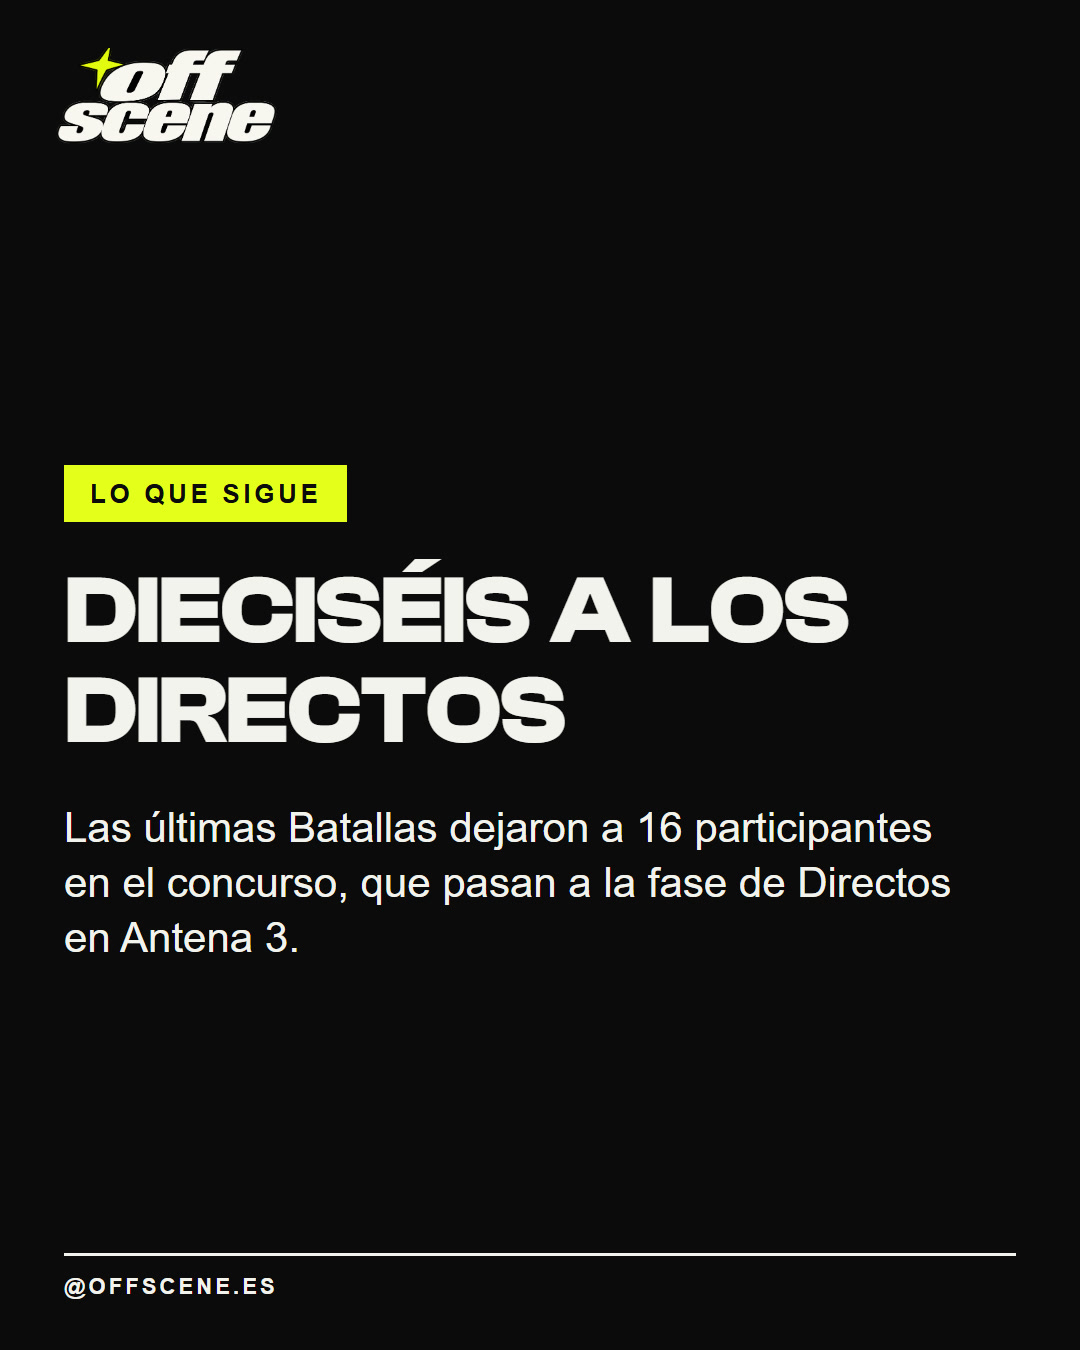 off
scene
LO QUE SIGUE
DIECISÉIS A LOS
DIRECTOS
Las últimas Batallas dejaron a 16 participantes
en el concurso, que pasan a la fase de Directos
en Antena 3.
@OFFSCENE.ES